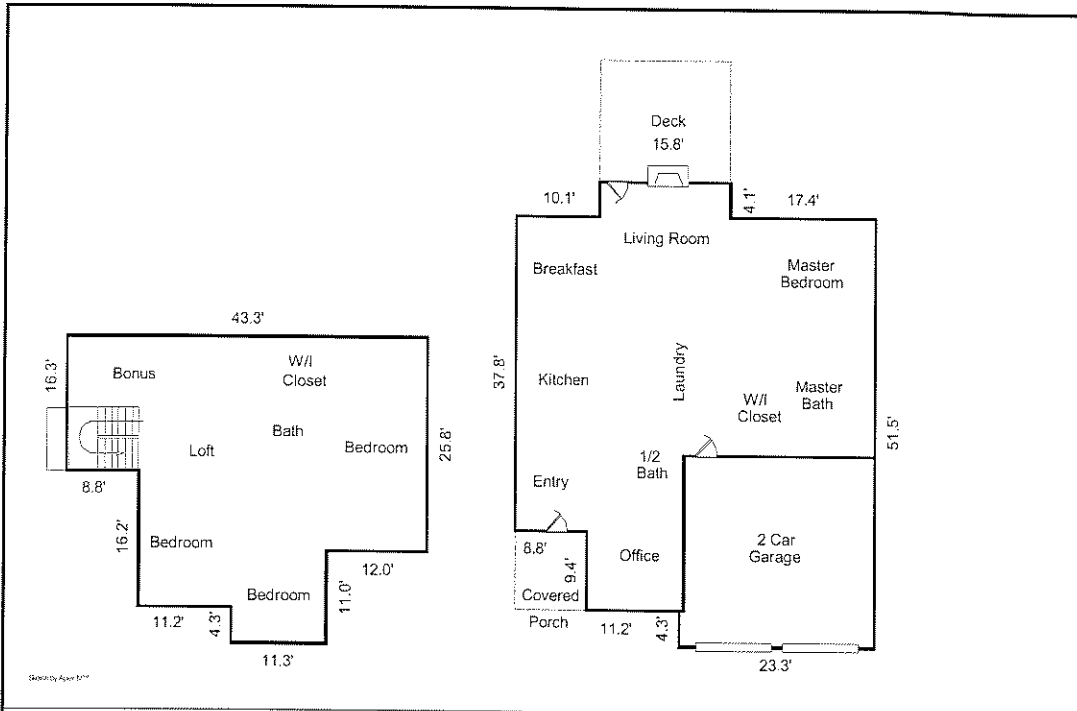 Deck
15.8'
10.1'
4.1'
17.4'
Living Room
Breakfast
Master
Bedroom
37.8'
Kitchen
Laundry
W/I
Closet
Master
Bath
51.5'
1/2
Bath
Entry
8.8'
9.4'
Office
2 Car
Garage
Covered
Porch
11.2'
4.3'
23.3'
43.3'
16.3'
Bonus
W/I
Closet
Bath
Loft
Bedroom
25.8'
8.8'
16.2'
Bedroom
12.0'
11.0'
Bedroom
11.2'
4.3'
11.3'
Sketch by Apex